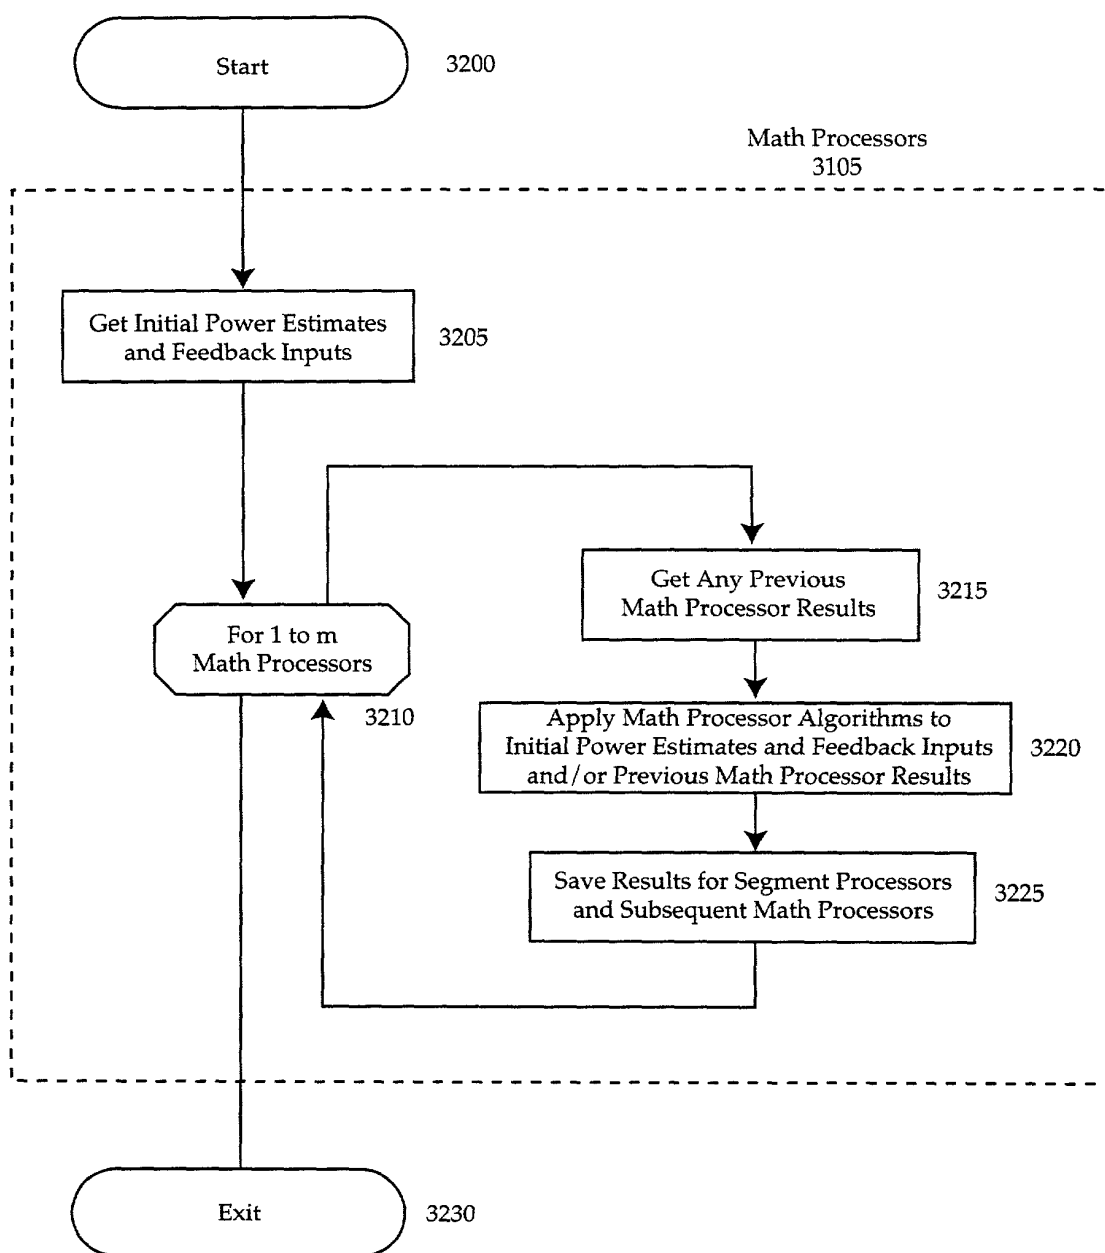 Start
3200
Math Processors
3105
Get Initial Power Estimates
and Feedback Inputs
3205
For 1 to m
Math Processors
3210
Get Any Previous
Math Processor Results
3215
Apply Math Processor Algorithms to
Initial Power Estimates and Feedback Inputs
and/or Previous Math Processor Results
3220
Save Results for Segment Processors
and Subsequent Math Processors
3225
Exit
3230